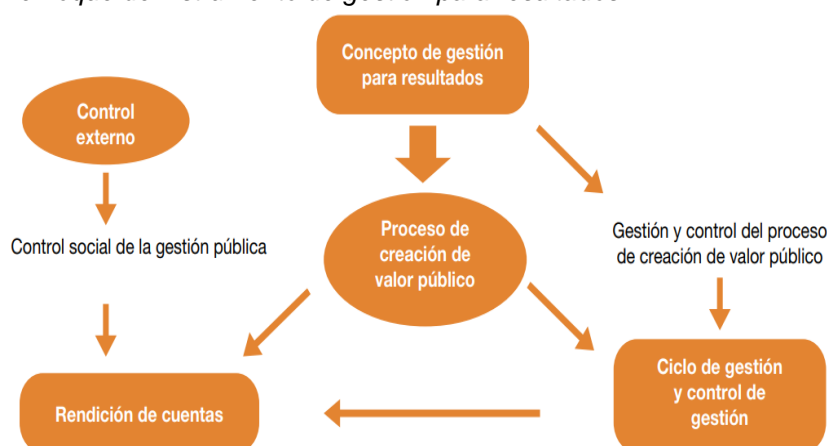 Concepto de gestión
para resultados
Control
externo
Proceso de
creación de
valor público
Control social de la gestión pública
Gestión y control del proceso
de creación de valor público
Ciclo de gestión
y control de
gestión
Rendición de cuentas